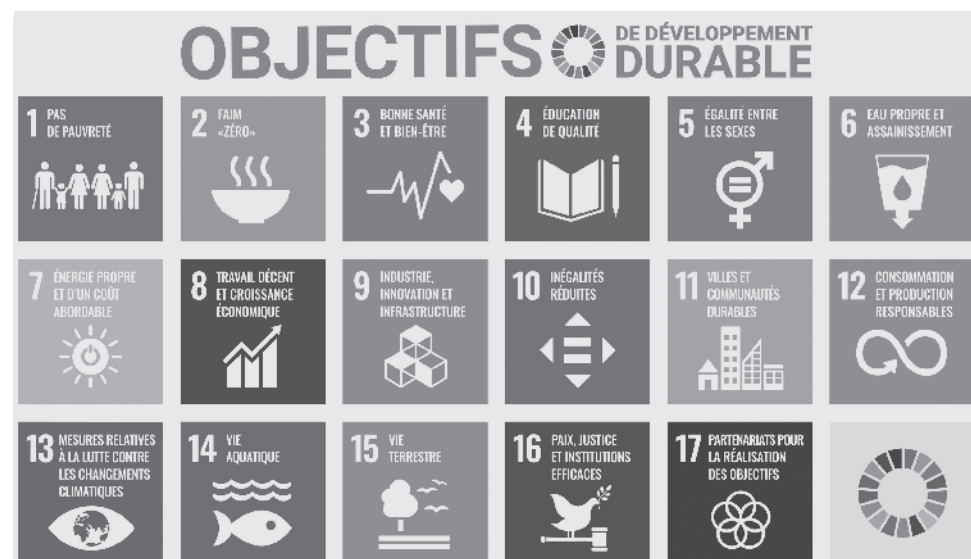 OBJECTIFS DE DÉVELOPPEMENT
DURABLE
1 PAS
DE PAUVRETÉ
2 FAIM
«ZÉRO»
3 BONNE SANTÉ
ET BIEN-ÊTRE
4 ÉDUCATION
DE QUALITÉ
5 ÉGALITÉ ENTRE
LES SEXES
6 EAU PROPRE ET
ASSAINISSEMENT
7 ÉNERGIE PROPRE
ET D'UN COÛT
ABORDABLE
8 TRAVAIL DÉCENT
ET CROISSANCE
ÉCONOMIQUE
9 INDUSTRIE,
INNOVATION ET
INFRASTRUCTURE
10 INÉGALITÉS
RÉDUITES
11 VILLES ET
COMMUNAUTÉS
DURABLES
12 CONSOMMATION
ET PRODUCTION
RESPONSABLES
13 MESURES RELATIVES
À LA LUTTE CONTRE
LES CHANGEMENTS
CLIMATIQUES
14 VIE
AQUATIQUE
15 VIE
TERRESTRE
16 PAIX, JUSTICE
ET INSTITUTIONS
EFFICACES
17 PARTENARIATS POUR
LA RÉALISATION
DES OBJECTIFS